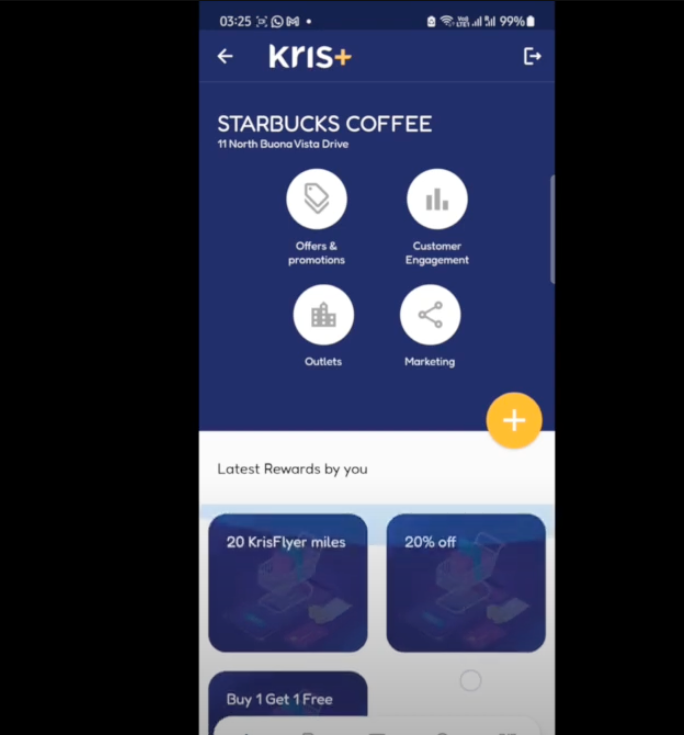 03:25
99%
Kris+
STARBUCKS COFFEE
11 North Buona Vista Drive
Offers &
promotions
Customer
Engagement
Outlets
Marketing
+
Latest Rewards by you
20 KrisFlyer miles
20% off
Buy 1 Get 1 Free